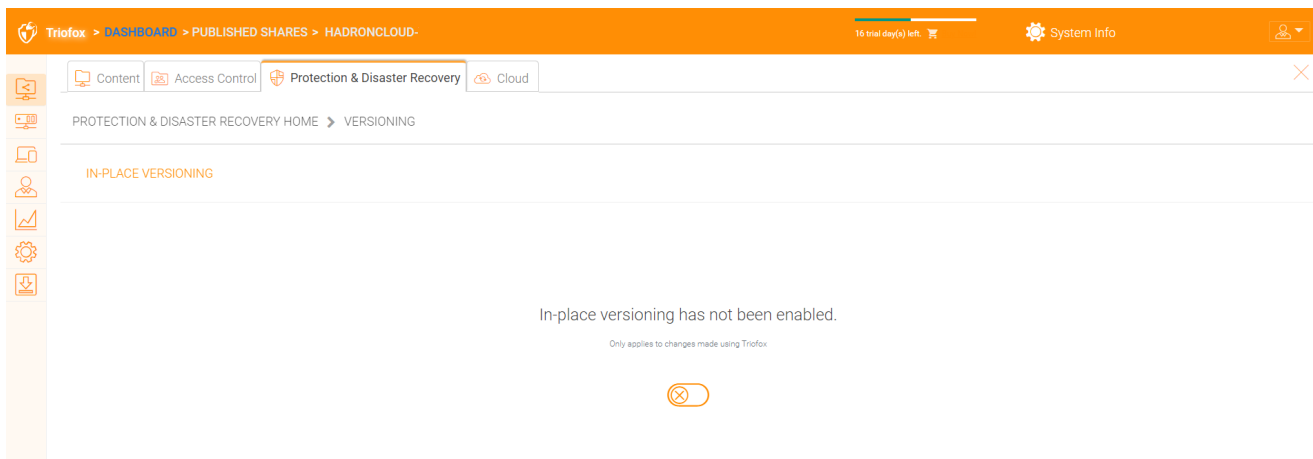 Triofox > DASHBOARD > PUBLISHED SHARES > HADRONCLOUD-
16 trial day(s) left.
System Info
Content Access Control Protection & Disaster Recovery Cloud
PROTECTION & DISASTER RECOVERY HOME > VERSIONING
IN-PLACE VERSIONING
In-place versioning has not been enabled.
Only applies to changes made using Triofox